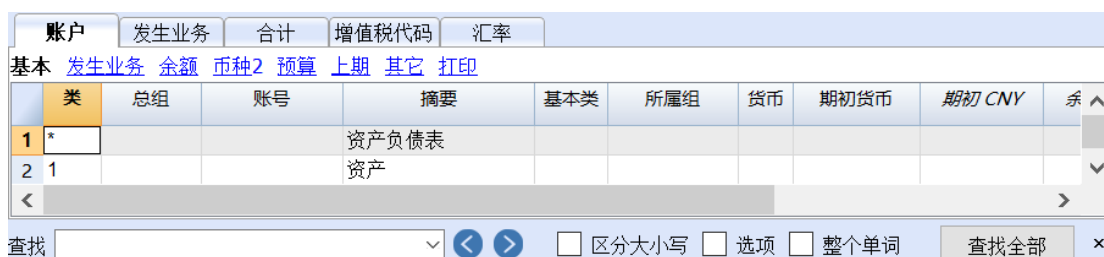 账户 发生业务 合计 增值税代码 汇率
基本 发生业务 余额 币种2 预算 上期 其它 打印
类 总组 账号 摘要 基本类 所属组 货币 期初货币 期初 CNY
1 * 资产负债表
2 1 资产
查找 区分大小写 选项 整个单词 查找全部 ×